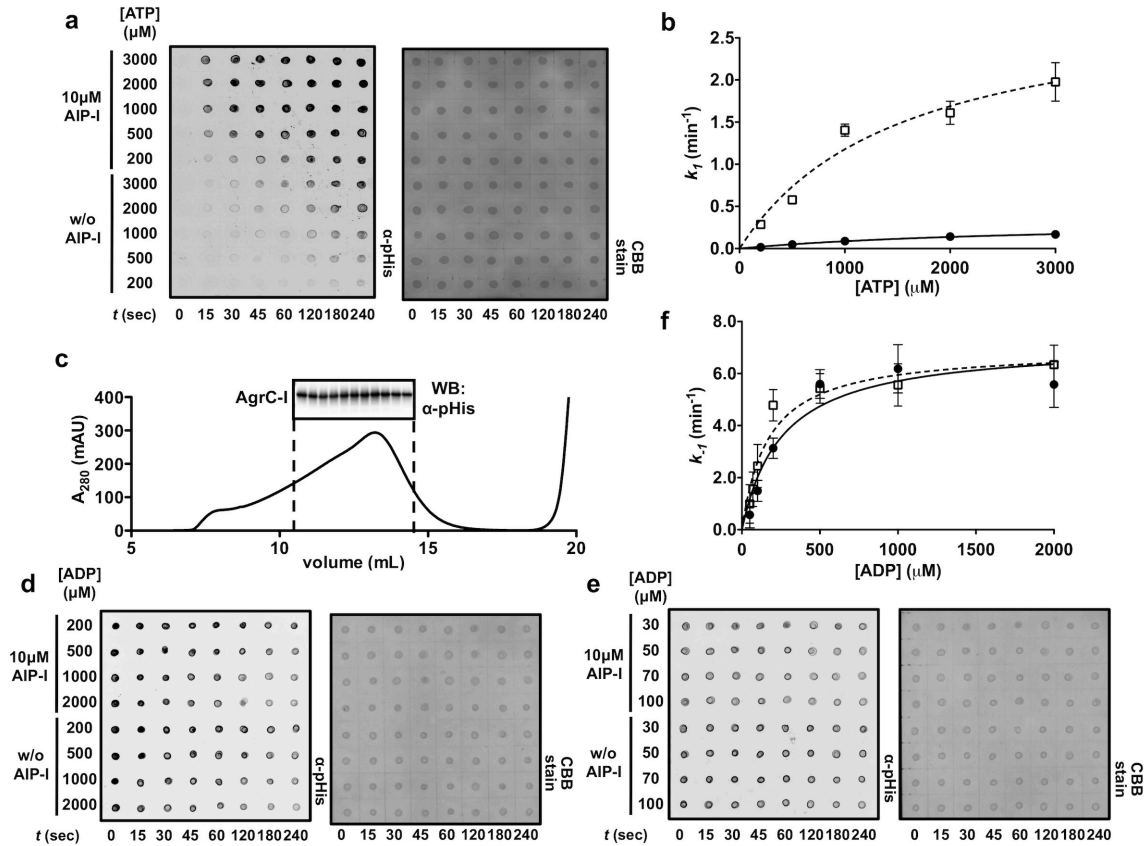 a
[ATP]
(µM)
10µM
AIP-I
w/o
AIP-I
3000
2000
1000
500
200
3000
2000
1000
500
200
α-pHis
CBB
stain
t (sec)
0 15 30 45 60 120 180 240
0 15 30 45 60 120 180 240
b
k1 (min-1)
2.5
2.0
1.5
1.0
0.5
0.0
0 1000 2000 3000
[ATP] (µM)
c
AgrC-I
WB:
α-pHis
A280 (mAU)
400
300
200
100
0
5 10 15 20
volume (mL)
f
k-1 (min-1)
8.0
6.0
4.0
2.0
0.0
0 500 1000 1500 2000
[ADP] (µM)
d
[ADP]
(µM)
10µM
AIP-I
w/o
AIP-I
200
500
1000
2000
200
500
1000
2000
α-pHis
CBB
stain
t (sec)
0 15 30 45 60 120 180 240
0 15 30 45 60 120 180 240
e
[ADP]
(µM)
10µM
AIP-I
w/o
AIP-I
30
50
70
100
30
50
70
100
α-pHis
CBB
stain
t (sec)
0 15 30 45 60 120 180 240
0 15 30 45 60 120 180 240